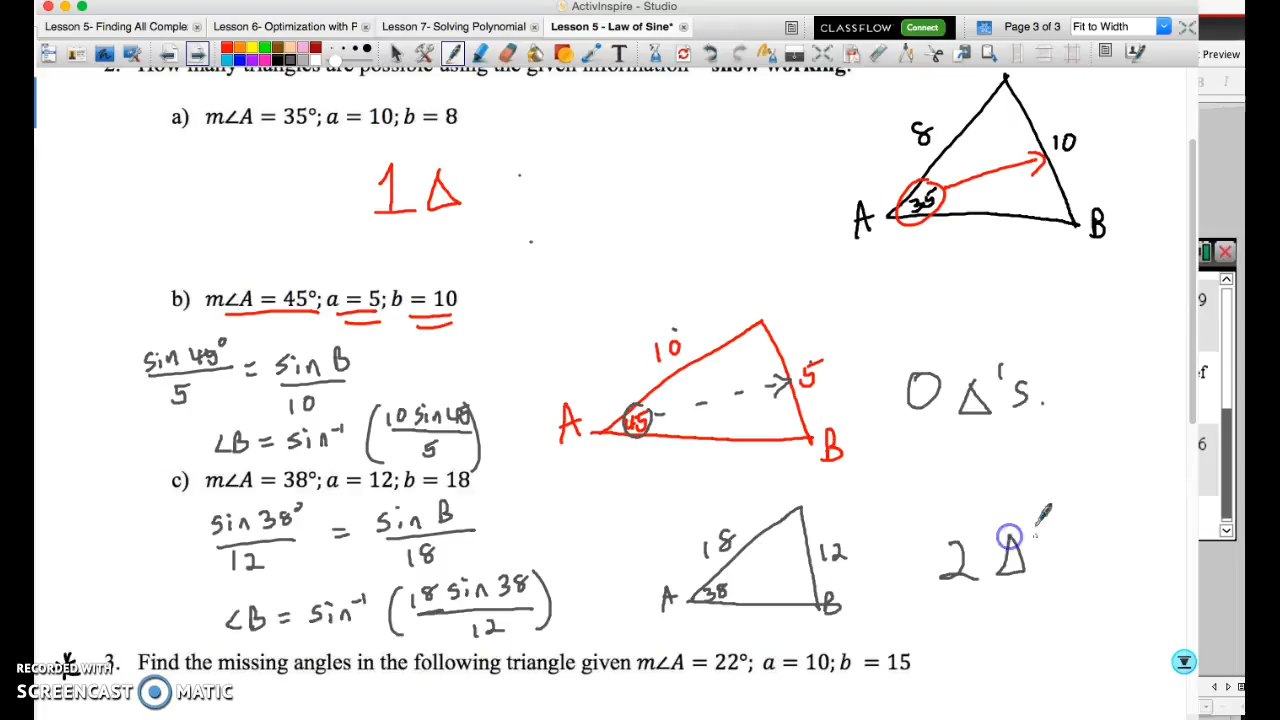 ActivInspire - Studio
Lesson 5- Finding All Comple
Lesson 6- Optimization with F
Lesson 7- Solving Polynomial
Lesson 5 - Law of Sine*
CLASSFLOW Connect
Page 3 of 3
Fit to Width
Preview
2. How many triangles are possible using the given information – show working.
a) m∠A = 35°; a = 10; b = 8
1 Δ
8
10
35
A
B
b) m∠A = 45°; a = 5; b = 10
sin 45° / 5 = sin B / 10
∠B = sin⁻¹ (10 sin 45 / 5)
10
5
45
A
B
0 Δ's.
c) m∠A = 38°; a = 12; b = 18
sin 38° / 12 = sin B / 18
∠B = sin⁻¹ (18 sin 38 / 12)
18
12
38
A
B
2 Δ
3. Find the missing angles in the following triangle given m∠A = 22°; a = 10; b = 15
RECORDED WITH
SCREENCAST MATIC
9
ef
6